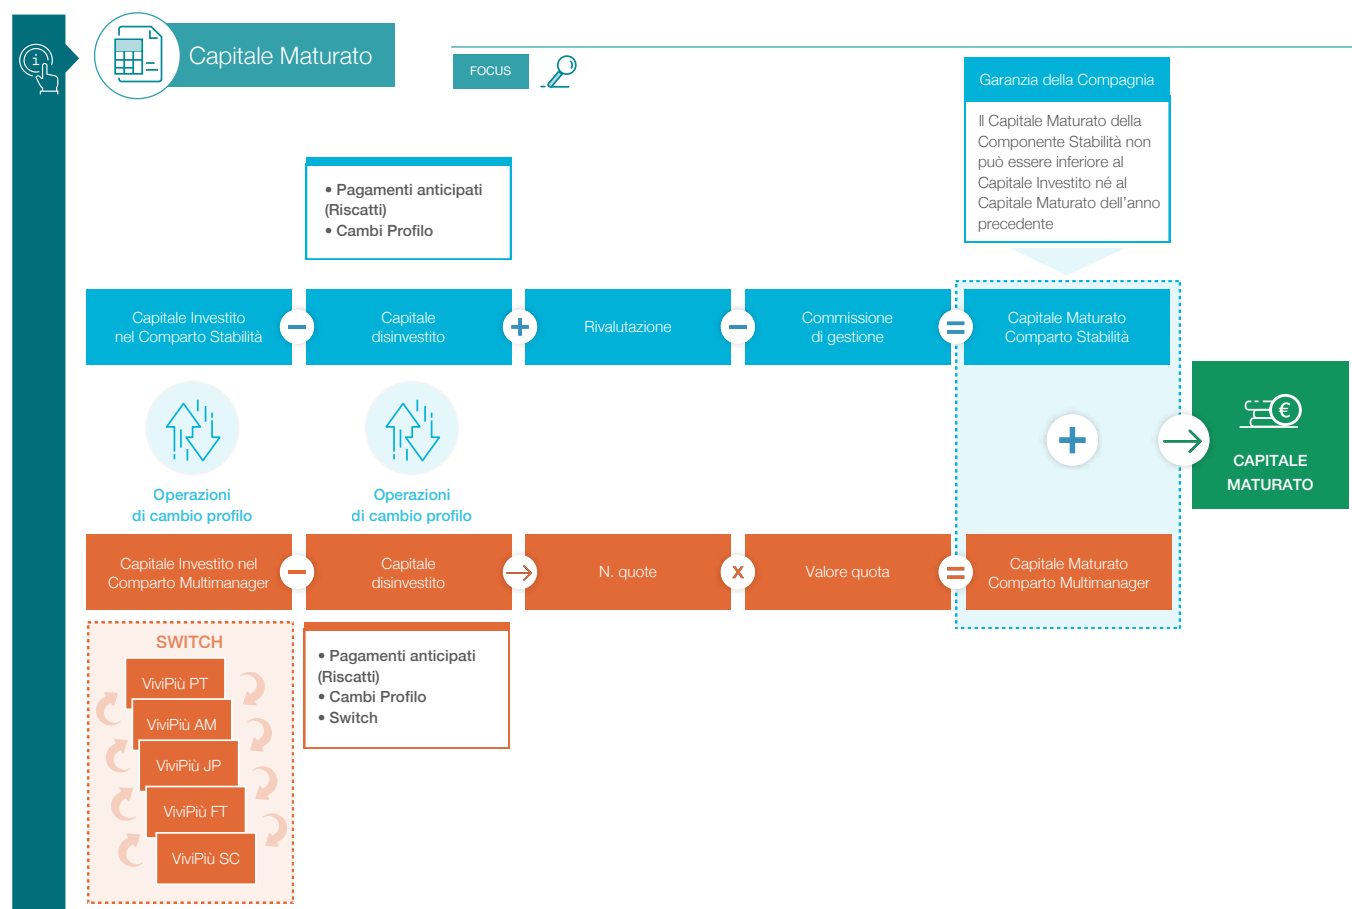 Capitale Maturato
FOCUS
Garanzia della Compagnia
Il Capitale Maturato della
Componente Stabilità non
può essere inferiore al
Capitale Investito né al
Capitale Maturato dell'anno
precedente
• Pagamenti anticipati
(Riscatti)
• Cambi Profilo
Capitale Investito
nel Comparto Stabilità
−
Capitale
disinvestito
+
Rivalutazione
−
Commissione
di gestione
=
Capitale Maturato
Comparto Stabilità
Operazioni
di cambio profilo
Operazioni
di cambio profilo
+
→
€
CAPITALE
MATURATO
Capitale Investito nel
Comparto Multimanager
−
Capitale
disinvestito
→
N. quote
x
Valore quota
=
Capitale Maturato
Comparto Multimanager
SWITCH
ViviPiù PT
ViviPiù AM
ViviPiù JP
ViviPiù FT
ViviPiù SC
• Pagamenti anticipati
(Riscatti)
• Cambi Profilo
• Switch